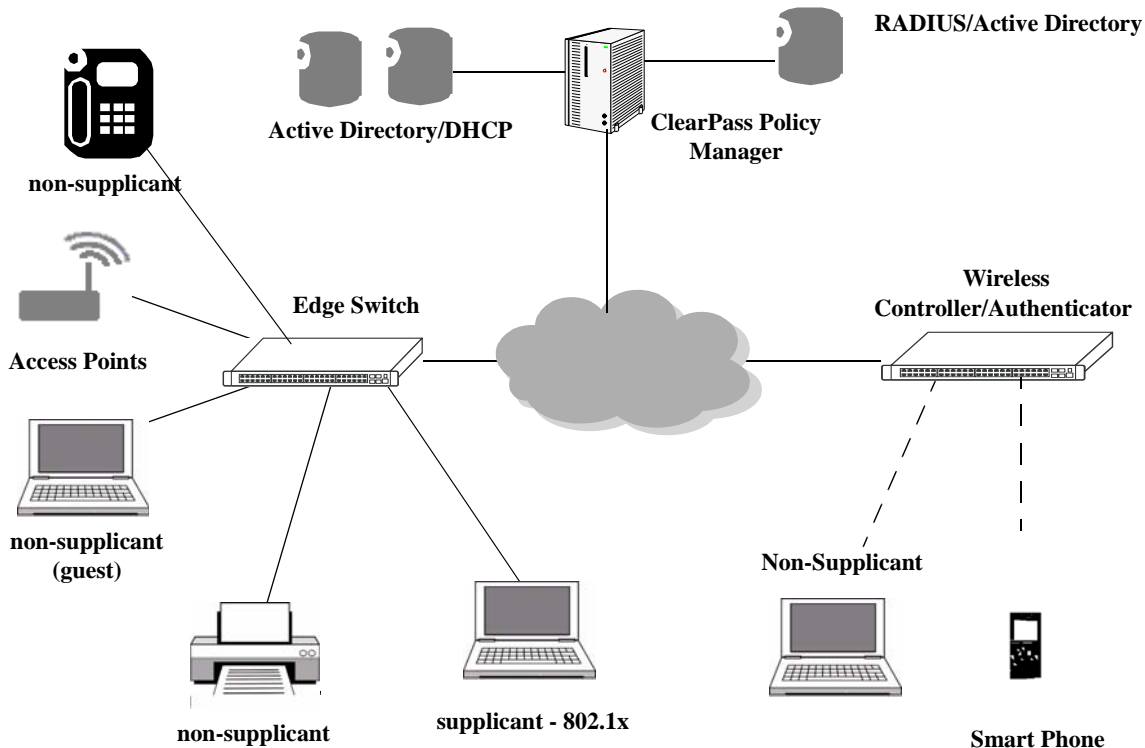 RADIUS/Active Directory
Active Directory/DHCP
ClearPass Policy
Manager
non-supplicant
Edge Switch
Wireless
Controller/Authenticator
Access Points
non-supplicant
(guest)
Non-Supplicant
non-supplicant
supplicant - 802.1x
Smart Phone